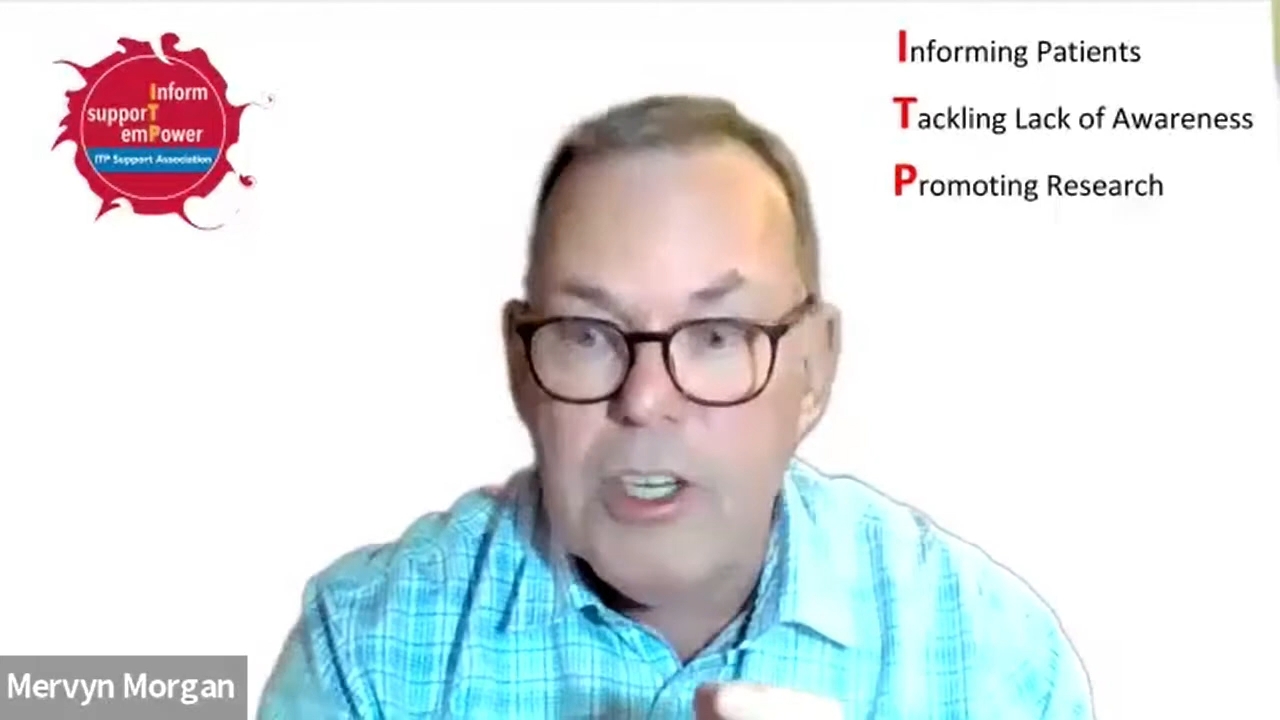 Inform
supporT
emPower
ITP Support Association
Informing Patients
Tackling Lack of Awareness
Promoting Research
Mervyn Morgan